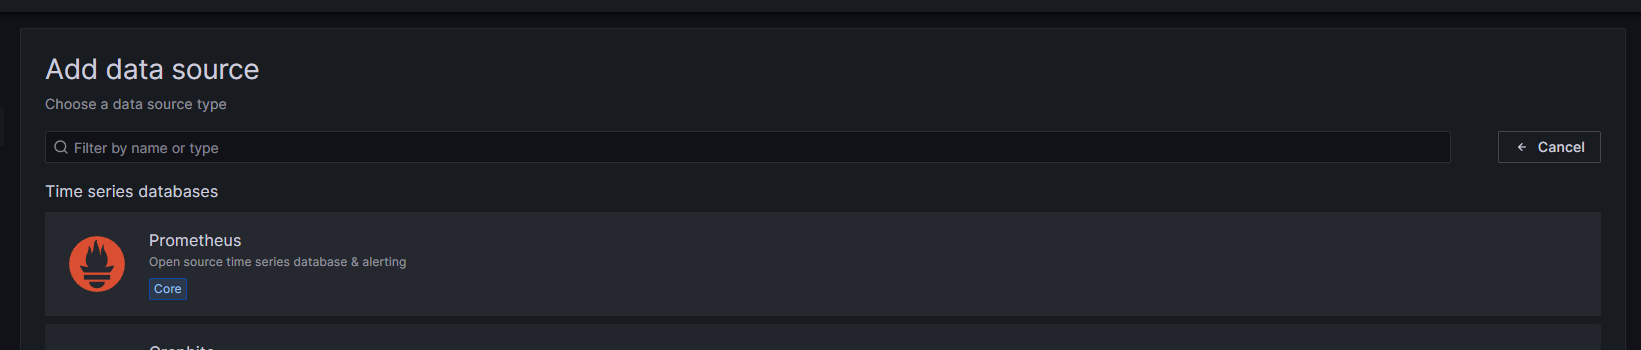 Add data source
Choose a data source type
Filter by name or type
Cancel
Time series databases
Prometheus
Open source time series database & alerting
Core